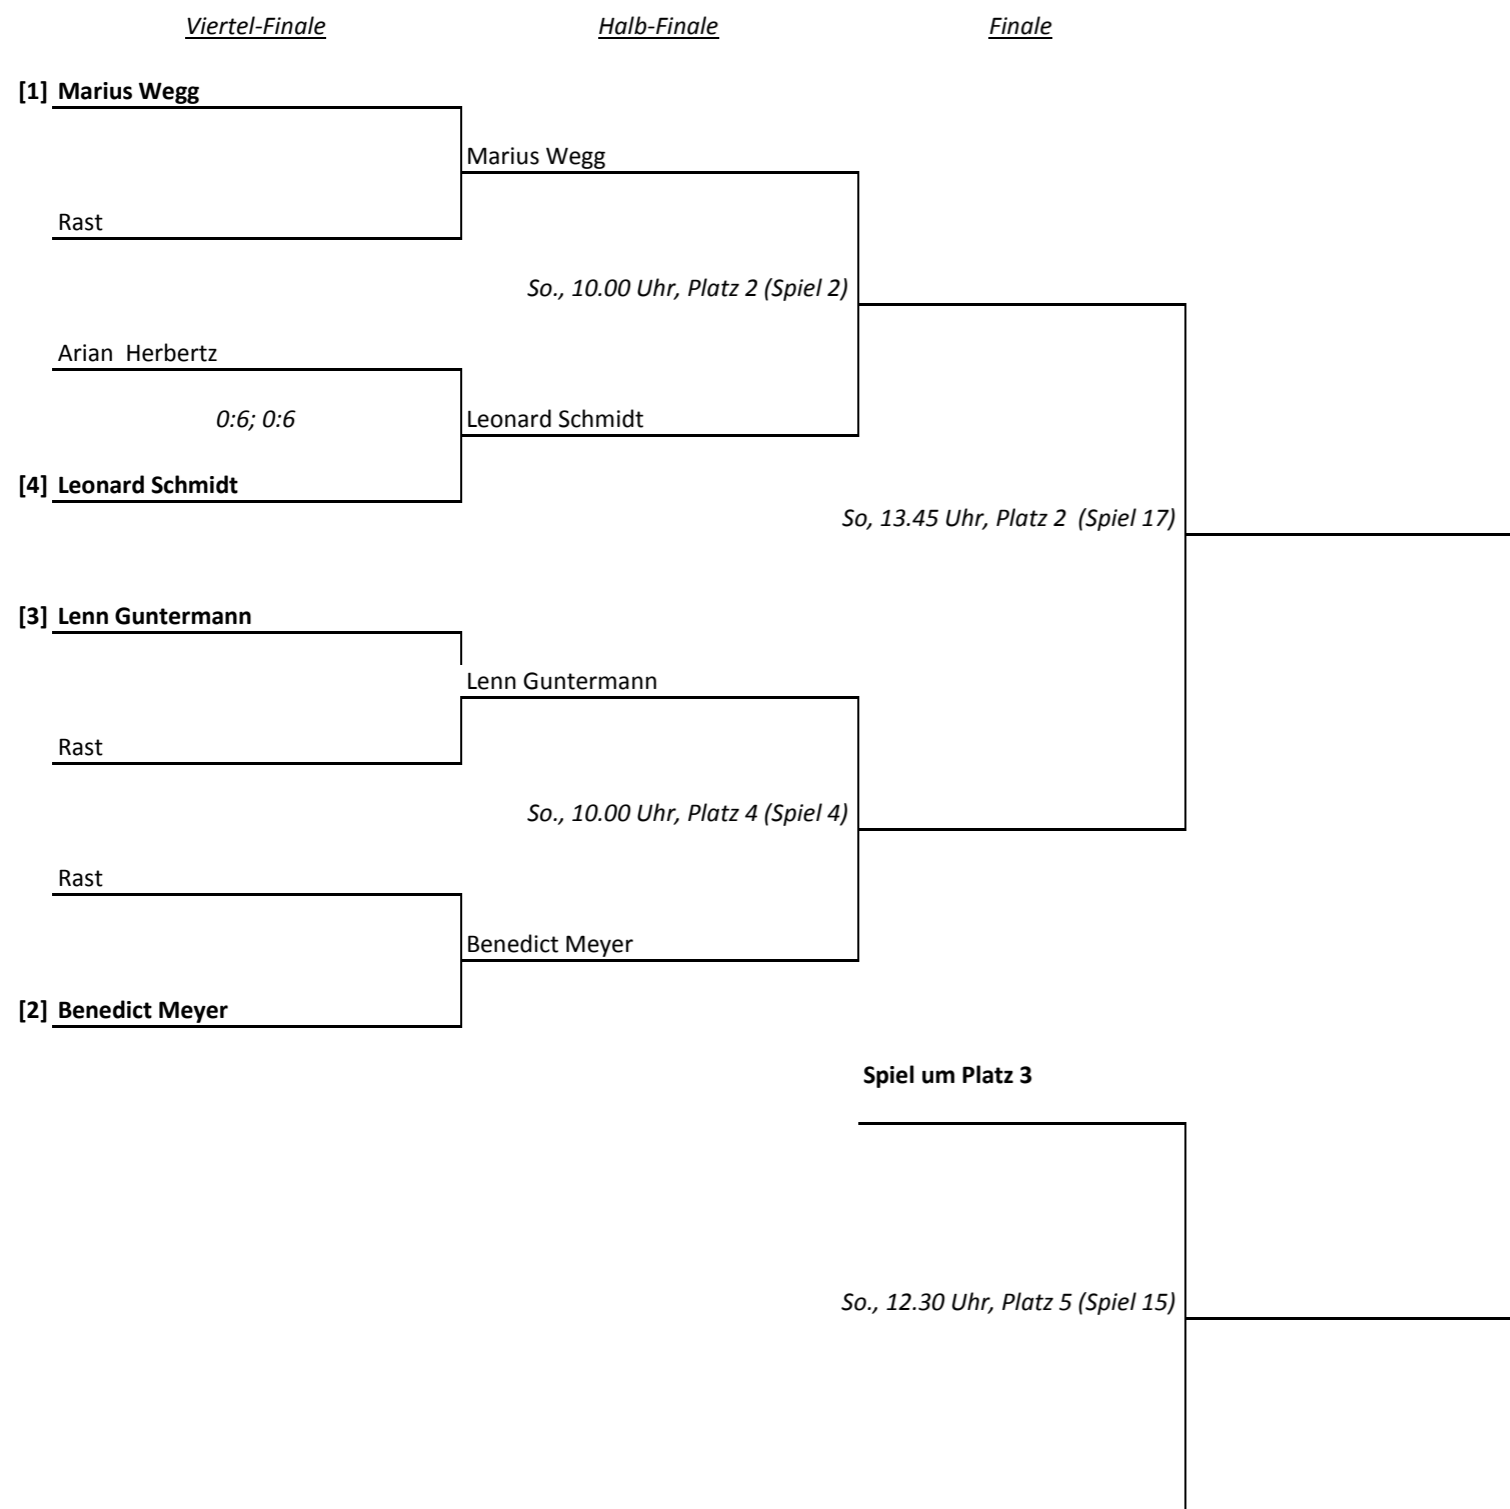 Viertel-Finale Halb-Finale Finale
[1] Marius Wegg
Marius Wegg
Rast
So., 10.00 Uhr, Platz 2 (Spiel 2)
Arian  Herbertz
0:6; 0:6 Leonard Schmidt
[4] Leonard Schmidt
So, 13.45 Uhr, Platz 2  (Spiel 17)
[3] Lenn Guntermann
Lenn Guntermann
Rast
So., 10.00 Uhr, Platz 4 (Spiel 4)
Rast
Benedict Meyer
[2] Benedict Meyer
Spiel um Platz 3
So., 12.30 Uhr, Platz 5 (Spiel 15)